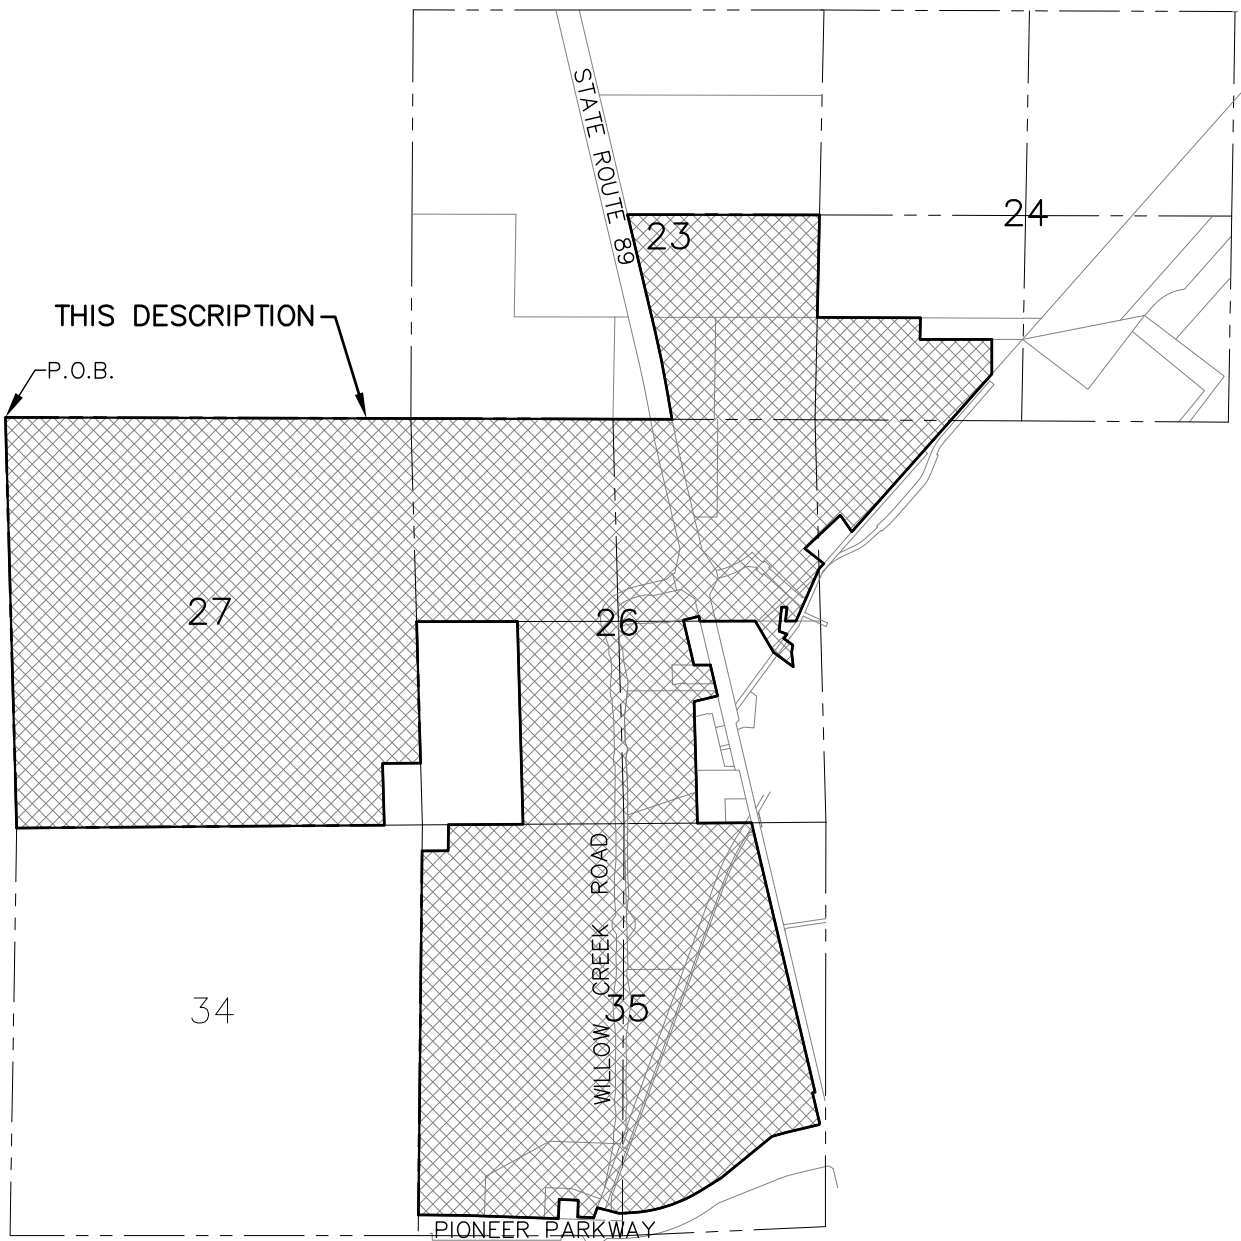 STATE ROUTE 89
24
23
THIS DESCRIPTION
P.O.B.
27
26
WILLOW CREEK ROAD
34
35
PIONEER PARKWAY